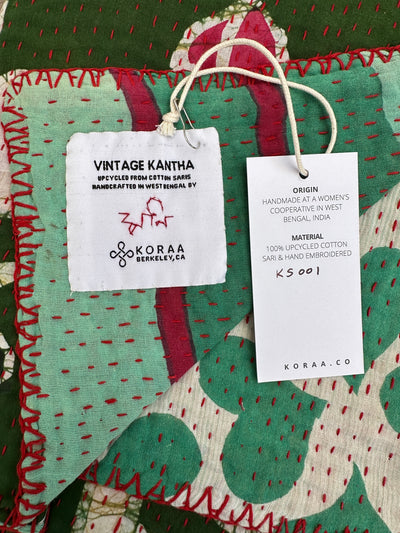 VINTAGE KANTHA
UPCYCLED FROM COTTON SARIS
HANDCRAFTED IN WEST BENGAL BY
KORAA
BERKELEY, CA
ORIGIN
HANDMADE AT A WOMEN'S
COOPERATIVE IN WEST
BENGAL, INDIA
MATERIAL
100% UPCYCLED COTTON
SARI & HAND EMBROIDERED
KS001
KORAA.CO